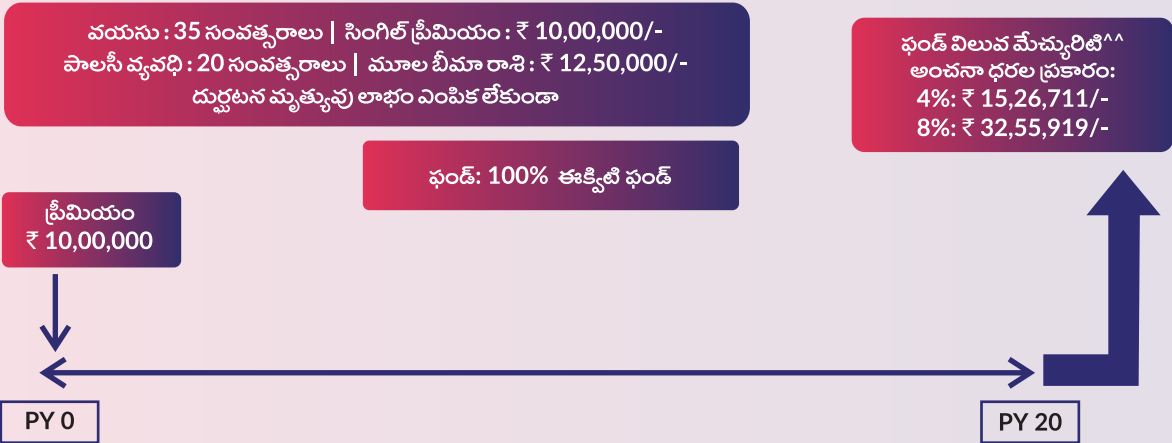 వయసు : 35 సంవత్సరాలు | సింగిల్ ప్రీమియం : ₹ 10,00,000/-
పాలసీ వ్యవధి : 20 సంవత్సరాలు | మూల బీమా రాశి : ₹ 12,50,000/-
దుర్ఘటన మృత్యువు లాభం ఎంపిక లేకుండా
ఫండ్ విలువ మేచ్యురిటి^^
అంచనా ధరల ప్రకారం:
4%: ₹ 15,26,711/-
8%: ₹ 32,55,919/-
ఫండ్: 100% ఈక్విటి ఫండ్
ప్రీమియం
₹ 10,00,000
PY 0
PY 20